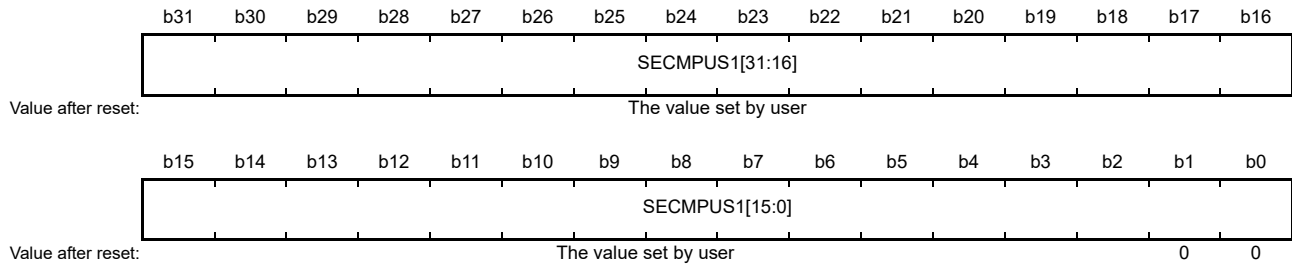 b31 b30 b29 b28 b27 b26 b25 b24 b23 b22 b21 b20 b19 b18 b17 b16
SECMPUS1[31:16]
Value after reset: The value set by user
b15 b14 b13 b12 b11 b10 b9 b8 b7 b6 b5 b4 b3 b2 b1 b0
SECMPUS1[15:0]
Value after reset: The value set by user 0 0